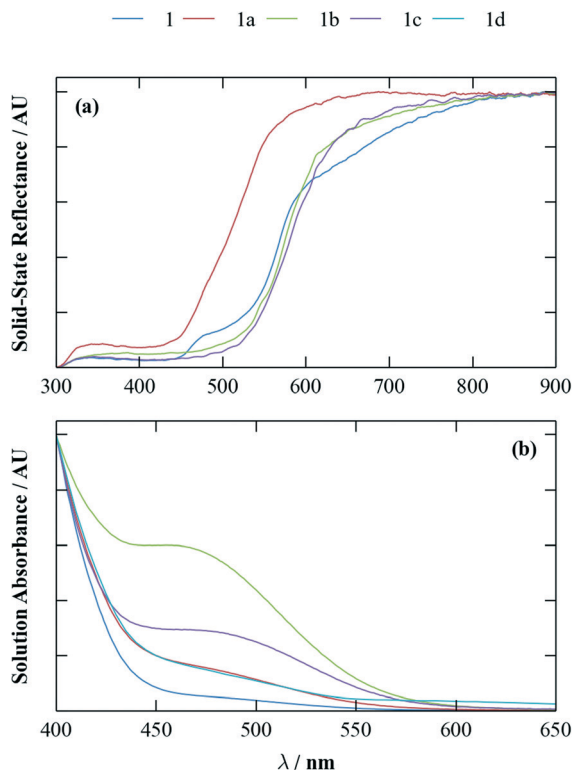 1 1a 1b 1c 1d
(a)
Solid-State Reflectance / AU
300 400 500 600 700 800 900
(b)
Solution Absorbance / AU
400 450 500 550 600 650
λ / nm